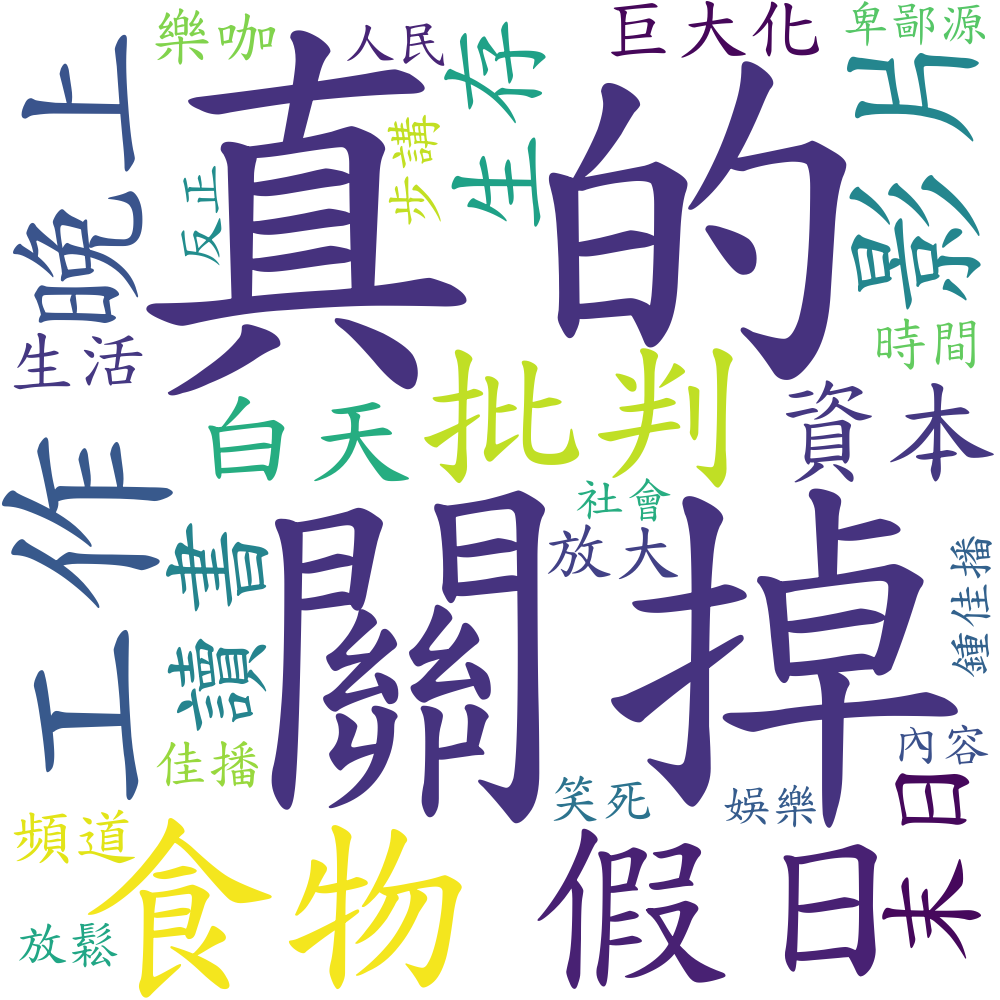 樂咖
人民
巨大化
卑鄙源
晚上
真的
生存
影片
步講
反正
時間
生活
白天
批判
資本
工作
讀書
關掉
社會
放大
鍾佳播
佳播
內容
笑死
娛樂
末日
頻道
食物
假日
放鬆